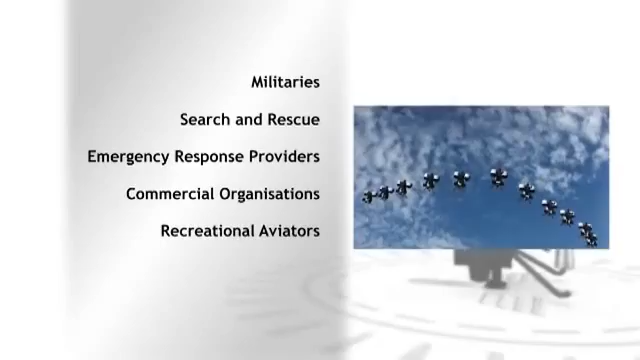 Militaries
Search and Rescue
Emergency Response Providers
Commercial Organisations
Recreational Aviators